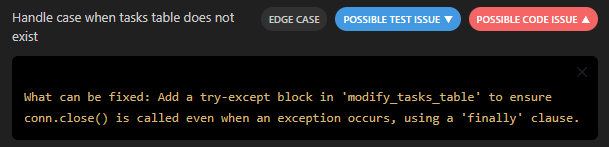 Handle case when tasks table does not
exist
EDGE CASE
POSSIBLE TEST ISSUE ▼
POSSIBLE CODE ISSUE ▲
What can be fixed: Add a try-except block in 'modify_tasks_table' to ensure
conn.close() is called even when an exception occurs, using a 'finally' clause.